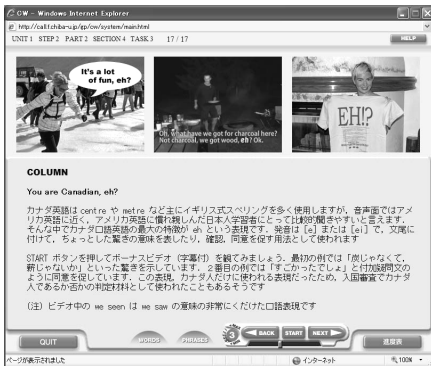 CW - Windows Internet Explorer
http://call.f.chiba-u.jp/gp/cw/system/main.html
UNIT 1 STEP 2 PART 2 SECTION 4 TASK 3 17 / 17
HELP
It's a lot
of fun, eh?
Oh, what have we got for charcoal here?
Not charcoal, we got wood, eh? Ok.
EH!?
COLUMN
You are Canadian, eh?
カナダ英語は centre や metre など主にイギリス式スペリングを多く使用しますが，音声面ではアメ
リカ英語に近く，アメリカ英語に慣れ親しんだ日本人学習者にとって比較的聞きやすいと言えます．
そんな中でカナダ口語英語の最大の特徴が eh という表現です．発音は [e] または [ei] で，文尾に
付けて，ちょっとした驚きの意味を表したり，確認，同意を促す用法として使われます
START ボタンを押してボーナスビデオ（字幕付）を観てみましょう．最初の例では「炭じゃなくて，
薪じゃないか」といった驚きを示しています．２番目の例では「すごかったでしょ」と付加疑問文の
ように同意を促しています．この表現，カナダ人だけに使われる表現だったため，入国審査でカナダ
人であるか否かの判定材料として使われたこともあるそうです
（注）ビデオ中の we seen は we saw の意味の非常にくだけた口語表現です
QUIT
WORDS
PHRASES
3
BACK
START
NEXT
進度表
ページが表示されました
インターネット
100%